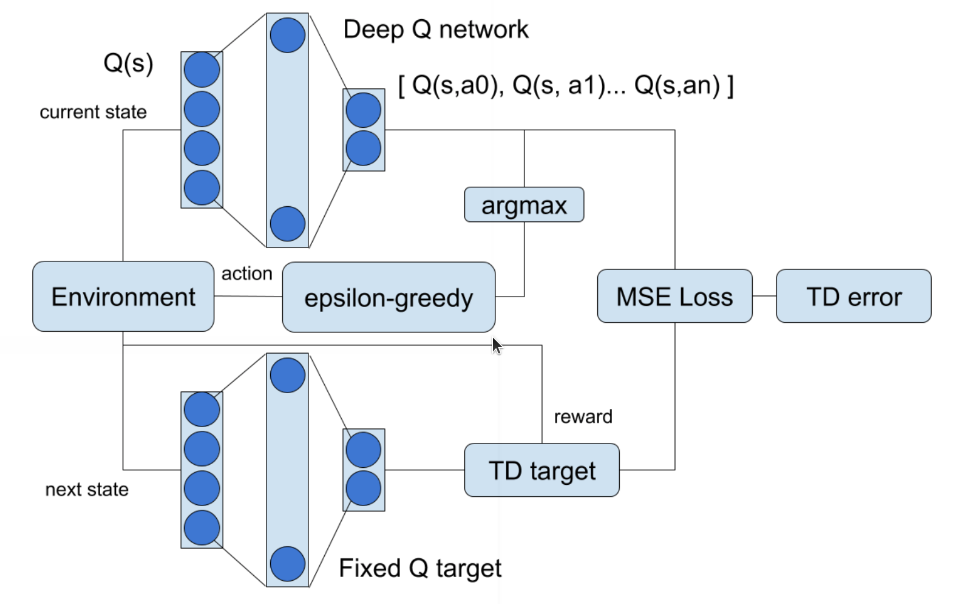 Deep Q network
Q(s)
[ Q(s,a0), Q(s, a1)... Q(s,an) ]
current state
argmax
action
Environment
epsilon-greedy
MSE Loss
TD error
reward
TD target
next state
Fixed Q target